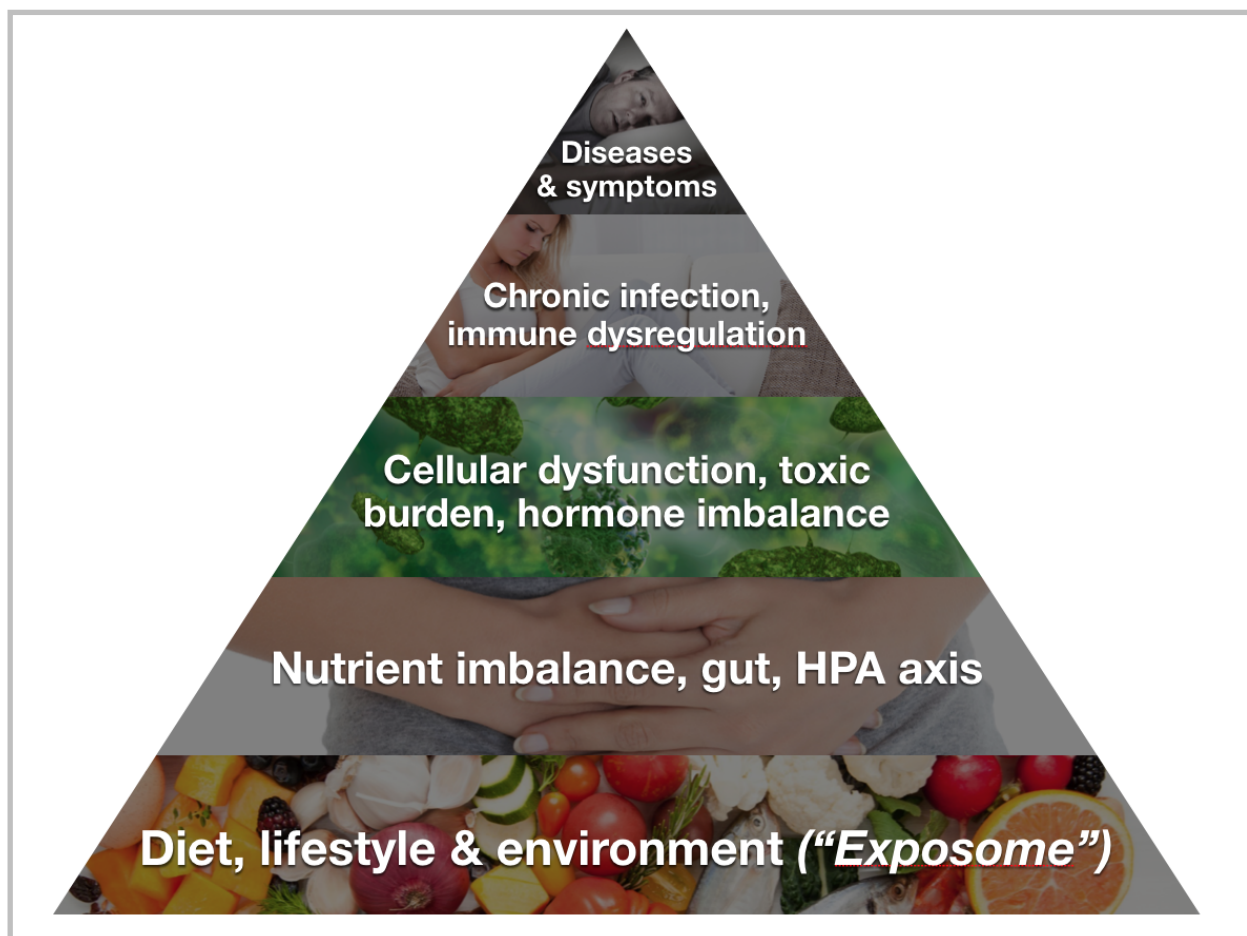 Diseases
& symptoms
Chronic infection,
immune dysregulation
Cellular dysfunction, toxic
burden, hormone imbalance
Nutrient imbalance, gut, HPA axis
Diet, lifestyle & environment (“Exposome”)